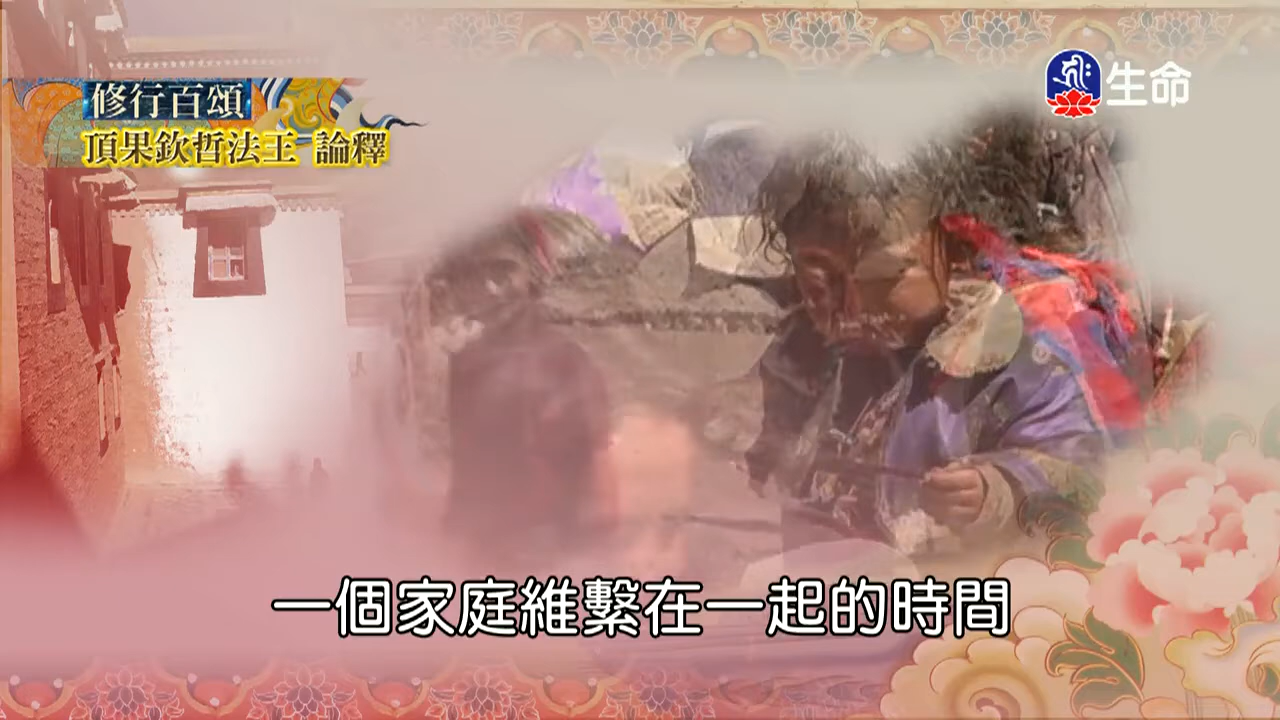 修行百頌
頂果欽哲法王 論釋
生命
一個家庭維繫在一起的時間